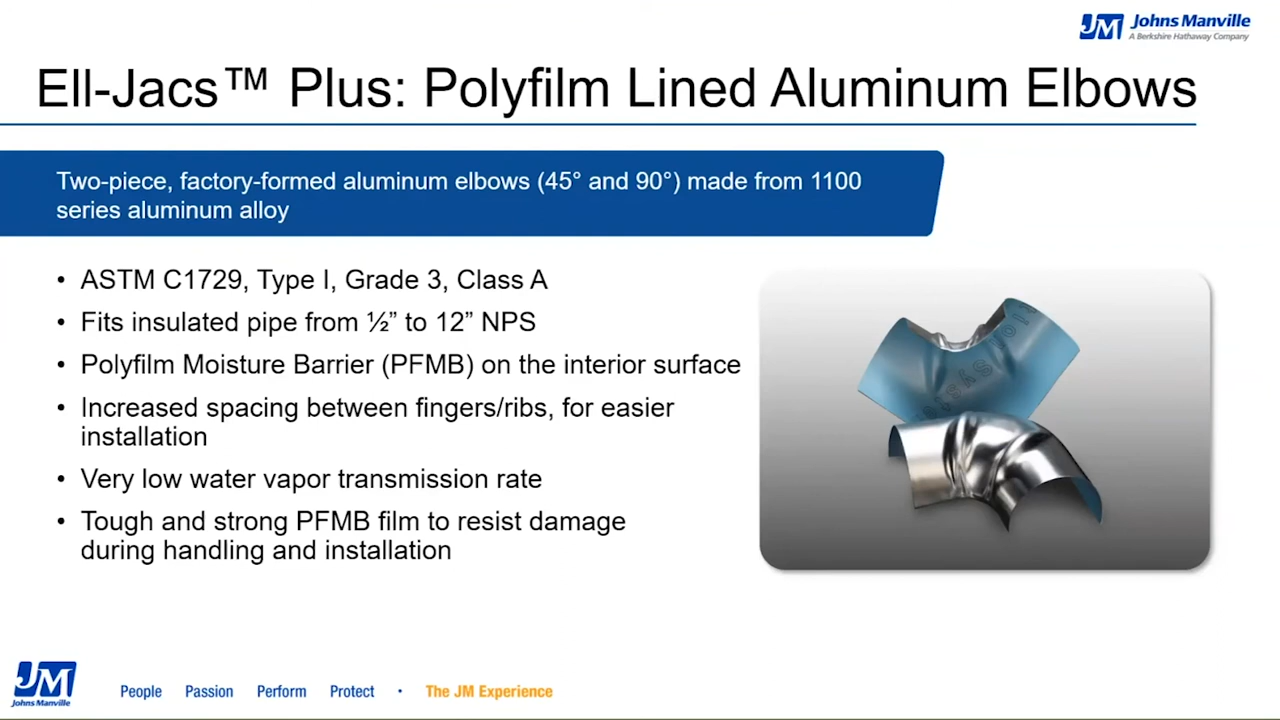 JM Johns Manville
A Berkshire Hathaway Company
Ell-Jacs™ Plus: Polyfilm Lined Aluminum Elbows
Two-piece, factory-formed aluminum elbows (45° and 90°) made from 1100
series aluminum alloy
• ASTM C1729, Type I, Grade 3, Class A
• Fits insulated pipe from ½” to 12” NPS
• Polyfilm Moisture Barrier (PFMB) on the interior surface
• Increased spacing between fingers/ribs, for easier
installation
• Very low water vapor transmission rate
• Tough and strong PFMB film to resist damage
during handling and installation
JM
Johns Manville
People Passion Perform Protect • The JM Experience